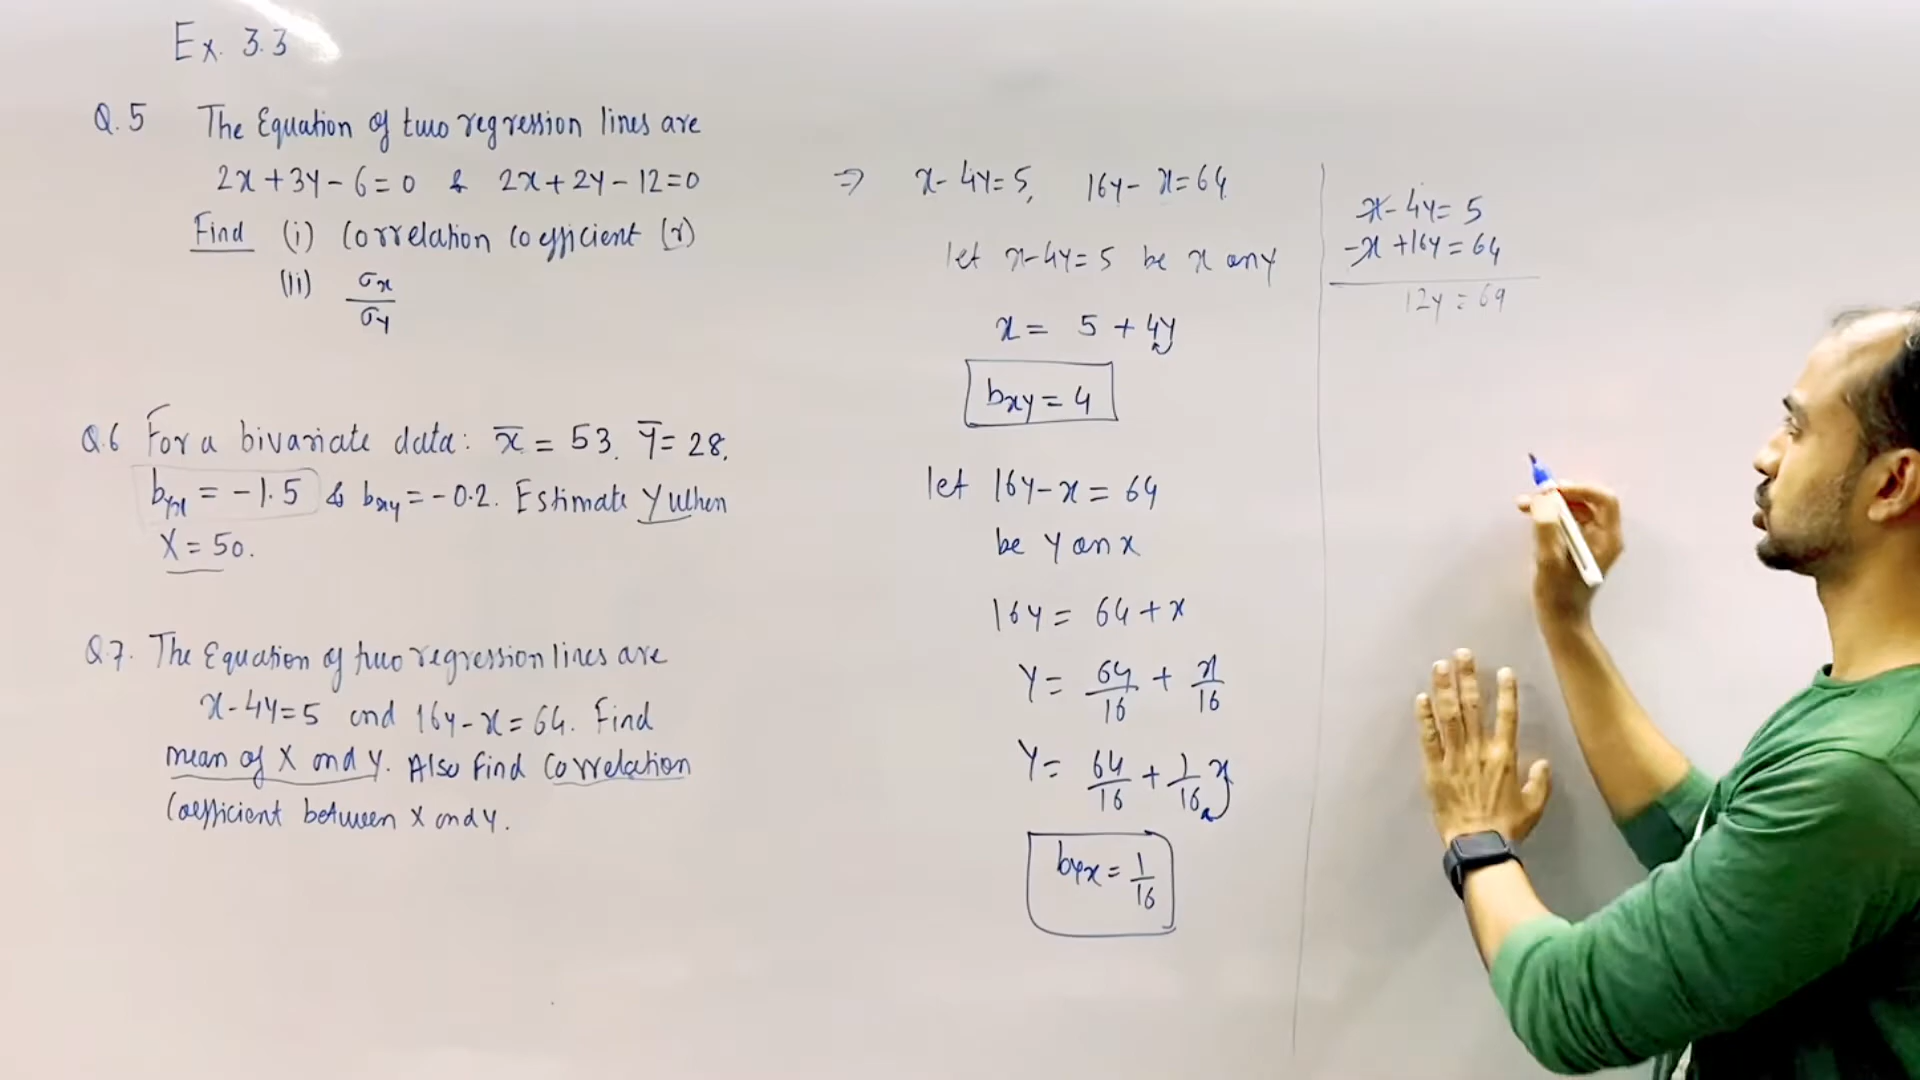 Ex. 3.3
Q.5 The Equation of two regression lines are
2x+3y-6=0 & 2x+2y-12=0
Find (i) Correlation Coefficient (r)
(ii) σx/σy
Q.6 For a bivariate data: x̄ = 53. ȳ = 28.
byx = -1.5 & bxy = -0.2. Estimate Y when
X = 50.
Q.7. The Equation of two regression lines are
x-4y=5 and 16y-x=64. Find
mean of X and Y. Also find Correlation
Coefficient between X and Y.
⇒ x-4y=5, 16y-x=64
let x-4y=5 be x on y
x = 5 + 4y
bxy = 4
let 16y-x = 64
be y on x
16y = 64 + x
Y = 64/16 + x/16
Y = 64/16 + 1/16 x
byx = 1/16
x-4y = 5
-x+16y = 64
12y = 69